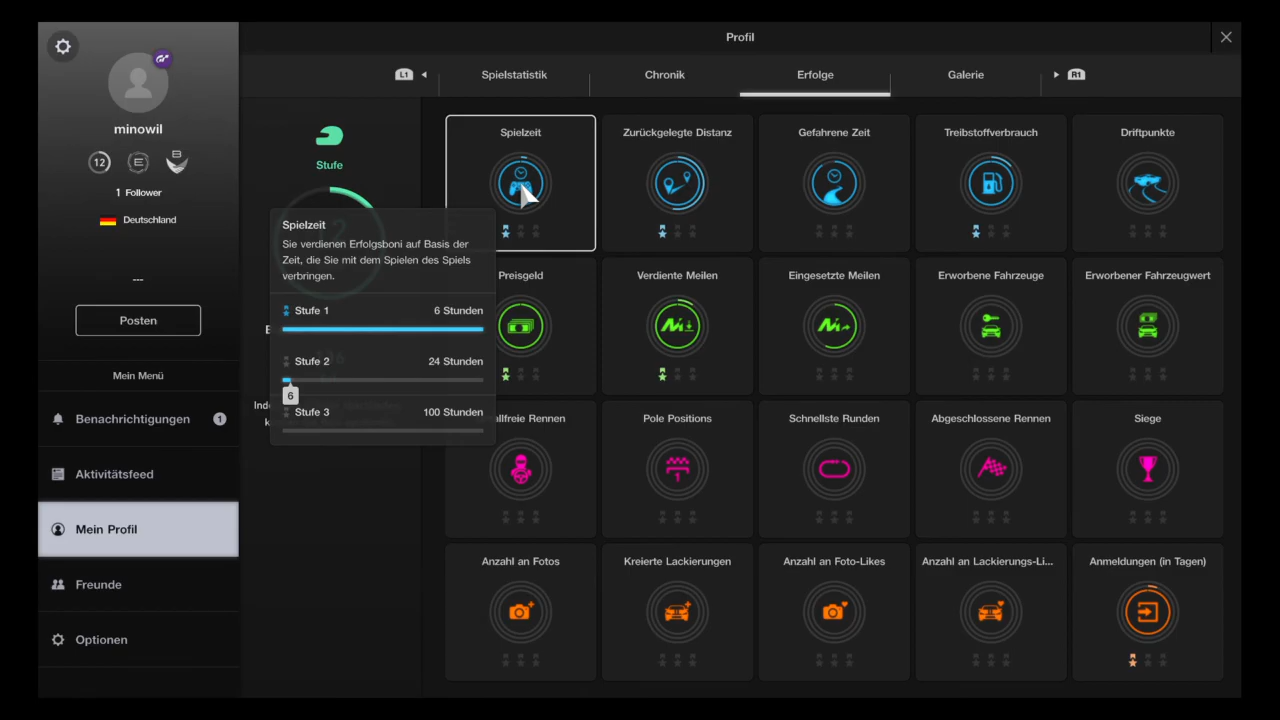 Profil
L1
Spielstatistik
Chronik
Erfolge
Galerie
R1
minowil
12
E
B
1 Follower
Deutschland
---
Posten
Mein Menü
Benachrichtigungen
1
Aktivitätsfeed
Mein Profil
Freunde
Optionen
Stufe
Spielzeit
Sie verdienen Erfolgsboni auf Basis der
Zeit, die Sie mit dem Spielen des Spiels
verbringen.
Stufe 1 6 Stunden
Stufe 2 24 Stunden
6
Stufe 3 100 Stunden
Spielzeit
Zurückgelegte Distanz
Gefahrene Zeit
Treibstoffverbrauch
Driftpunkte
Preisgeld
Verdiente Meilen
Eingesetzte Meilen
Erworbene Fahrzeuge
Erworbener Fahrzeugwert
llfreie Rennen
Pole Positions
Schnellste Runden
Abgeschlossene Rennen
Siege
Anzahl an Fotos
Kreierte Lackierungen
Anzahl an Foto-Likes
Anzahl an Lackierungs-Li...
Anmeldungen (in Tagen)